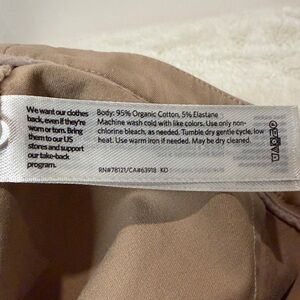 We want our clothes
back, even if they're
worn or torn. Bring
them to our US
stores and support
our take-back
program.
Body: 95% Organic Cotton, 5% Elastane
Machine wash cold with like colors. Use only non-
chlorine bleach, as needed. Tumble dry gentle cycle, low
heat. Use warm iron if needed. May be dry cleaned.
RN#78121/CA#63918 KO